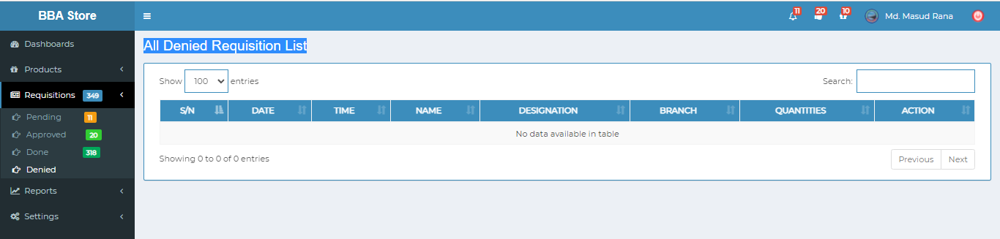 BBA Store
11 20 10 Md. Masud Rana
Dashboards
Products
Requisitions 349
Pending 11
Approved 20
Done 318
Denied
Reports
Settings
All Denied Requisition List
Show 100 entries
Search:
S/N DATE TIME NAME DESIGNATION BRANCH QUANTITIES ACTION
No data available in table
Showing 0 to 0 of 0 entries
Previous Next